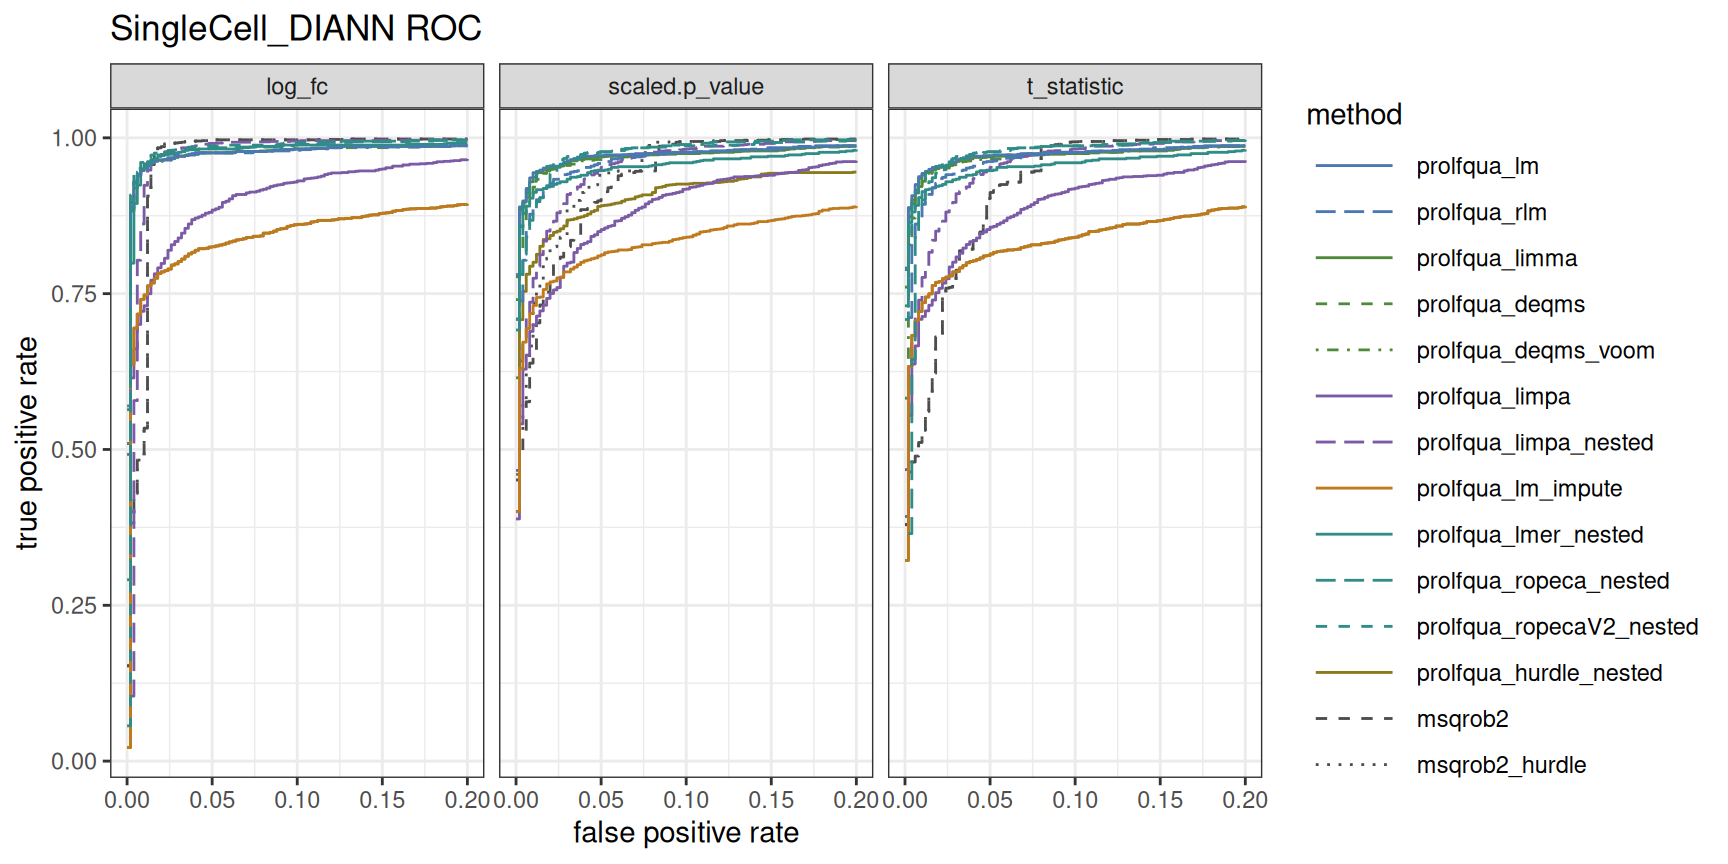 SingleCell_DIANN ROC
log_fc
scaled.p_value
t_statistic
1.00
0.75
0.50
0.25
0.00
true positive rate
0.00 0.05 0.10 0.15 0.20
0.00 0.05 0.10 0.15 0.20
0.00 0.05 0.10 0.15 0.20
false positive rate
method
prolfqua_lm
prolfqua_rlm
prolfqua_limma
prolfqua_deqms
prolfqua_deqms_voom
prolfqua_limpa
prolfqua_limpa_nested
prolfqua_lm_impute
prolfqua_lmer_nested
prolfqua_ropeca_nested
prolfqua_ropecaV2_nested
prolfqua_hurdle_nested
msqrob2
msqrob2_hurdle